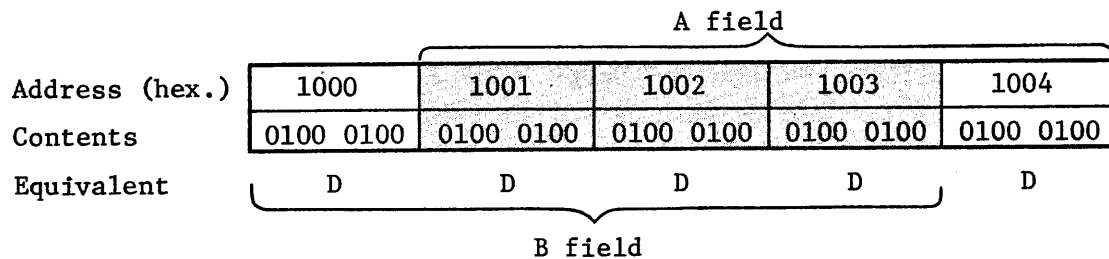 A field
Address (hex.) 1000 1001 1002 1003 1004
Contents 0100 0100 0100 0100 0100 0100 0100 0100 0100 0100
Equivalent D D D D D
B field